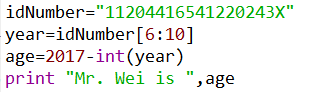 idNumber="11204416541220243X"
year=idNumber[6:10]
age=2017-int(year)
print "Mr. Wei is ",age